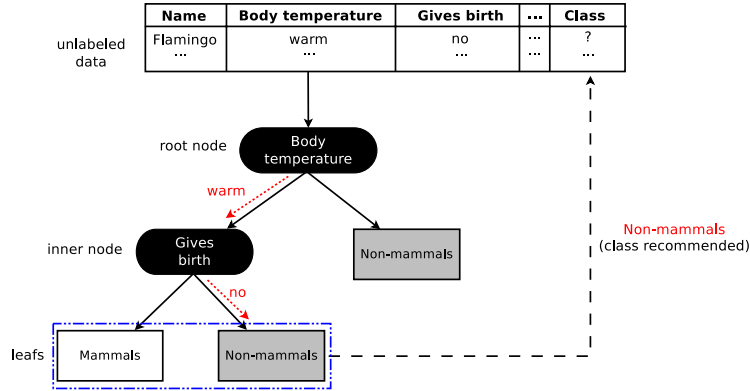 Name Body temperature Gives birth ... Class
Flamingo warm no ... ?
... ... ... ... ...
unlabeled
data
root node
Body
temperature
warm
inner node
Gives
birth
Non-mammals
Non-mammals
(class recommended)
no
leafs
Mammals
Non-mammals